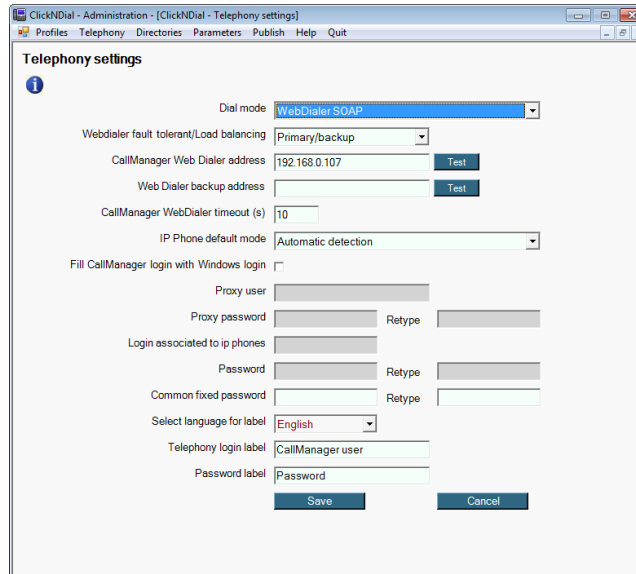 ClickNDial - Administration - [ClickNDial - Telephony settings]
Profiles Telephony Directories Parameters Publish Help Quit
Telephony settings
Dial mode WebDialer SOAP
Webdialer fault tolerant/Load balancing Primary/backup
CallManager Web Dialer address 192.168.0.107 Test
Web Dialer backup address Test
CallManager WebDialer timeout (s) 10
IP Phone default mode Automatic detection
Fill CallManager login with Windows login
Proxy user
Proxy password Retype
Login associated to ip phones
Password Retype
Common fixed password Retype
Select language for label English
Telephony login label CallManager user
Password label Password
Save Cancel